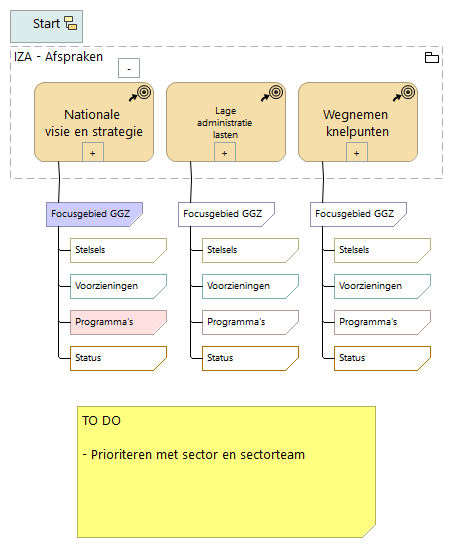 Start
IZA - Afspraken
-
Nationale
visie en strategie
+
Lage
administratie
lasten
+
Wegnemen
knelpunten
+
Focusgebied GGZ
Stelsels
Voorzieningen
Programma's
Status
Focusgebied GGZ
Stelsels
Voorzieningen
Programma's
Status
Focusgebied GGZ
Stelsels
Voorzieningen
Programma's
Status
TO DO
- Prioriteren met sector en sectorteam